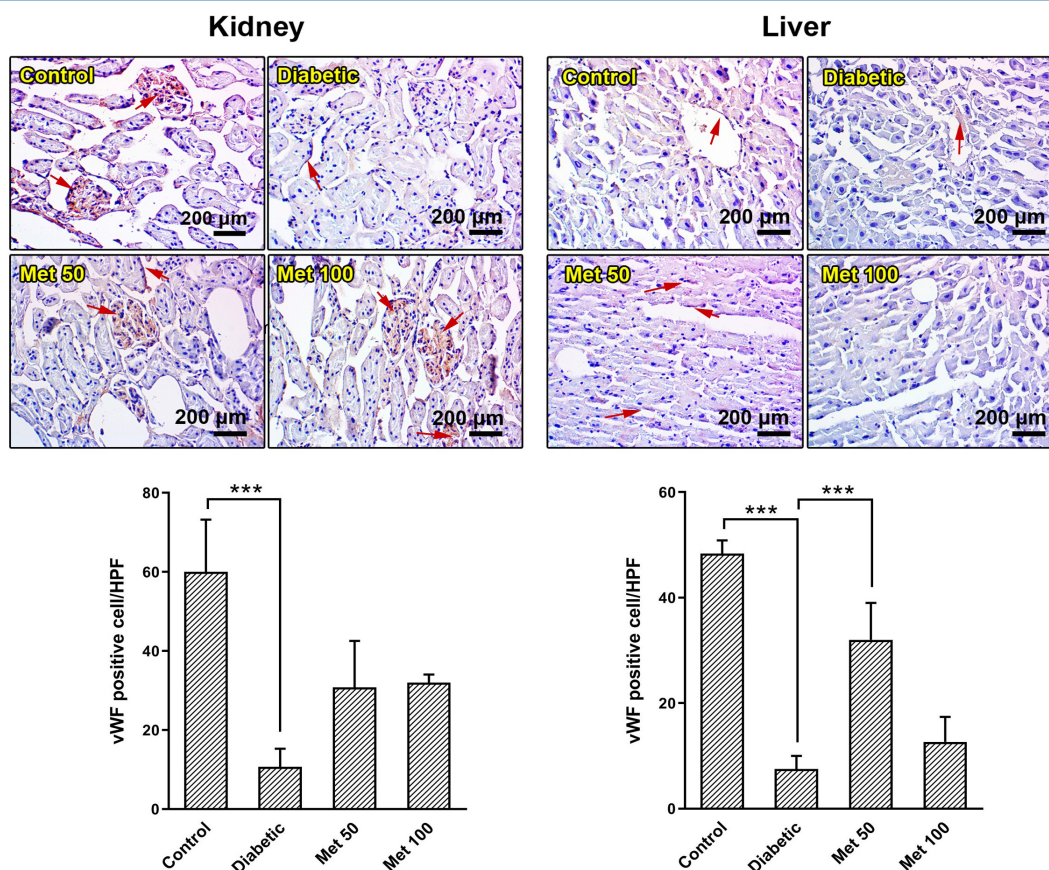 Kidney
Liver
Control
200 µm
Diabetic
200 µm
Control
200 µm
Diabetic
200 µm
Met 50
200 µm
Met 100
200 µm
Met 50
200 µm
Met 100
200 µm
80
60
40
20
0
vWF positive cell/HPF
***
Control
Diabetic
Met 50
Met 100
60
40
20
0
vWF positive cell/HPF
***
***
Control
Diabetic
Met 50
Met 100